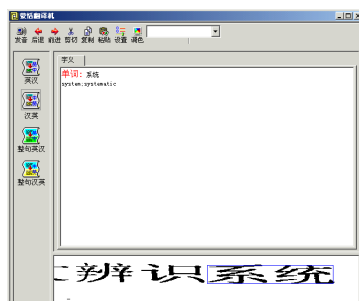 爱悟翻译机
发音 后退 前进 剪切 复制 粘贴 设置 调色
字义
单词: 系统
system;systematic
英汉
汉英
整句英汉
整句汉英
辨识系统